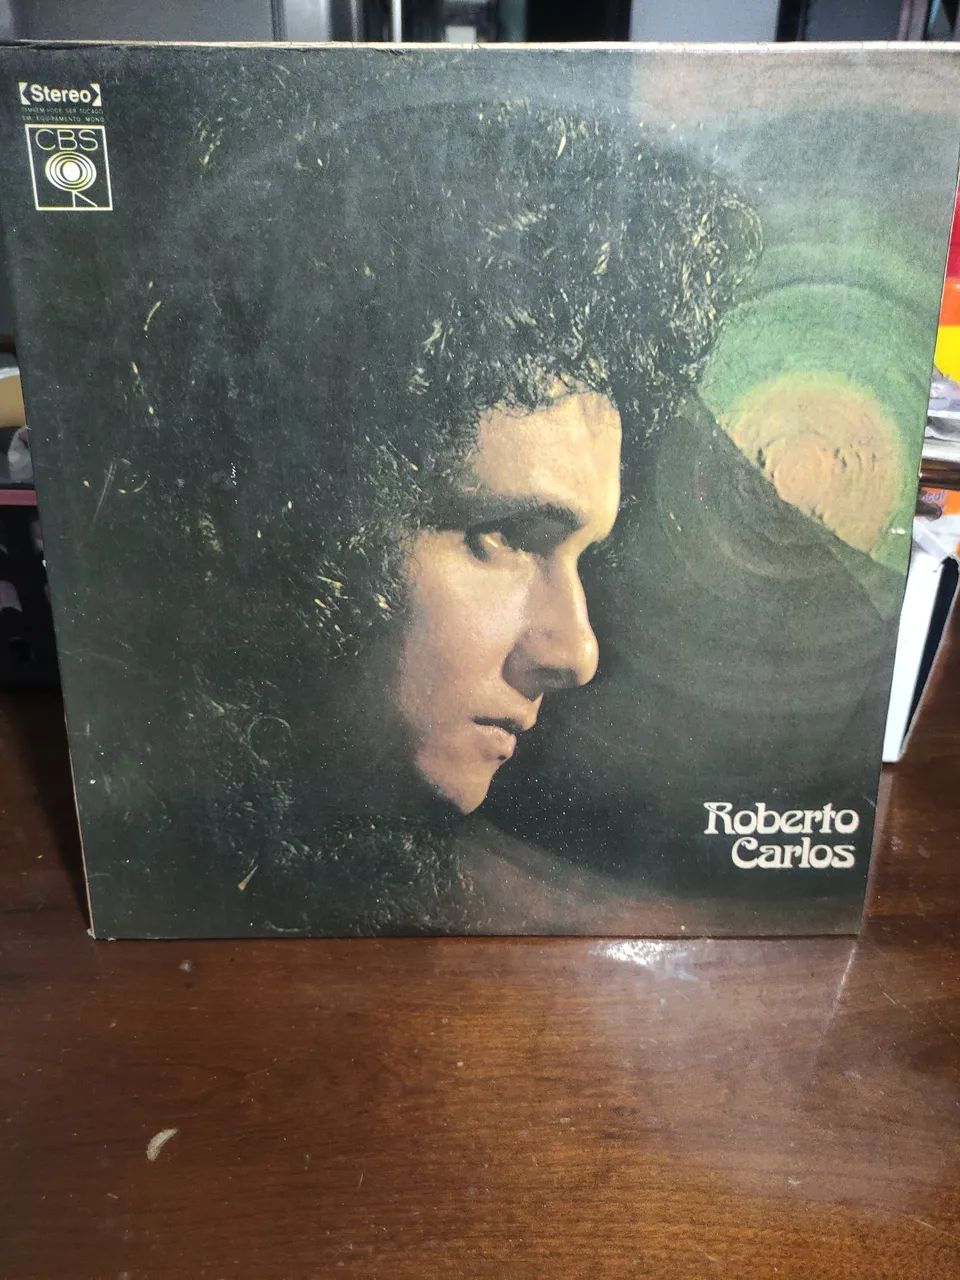 Stereo
TAMBÉM PODE SER TOCADO
EM EQUIPAMENTO MONO
CBS
Roberto
Carlos